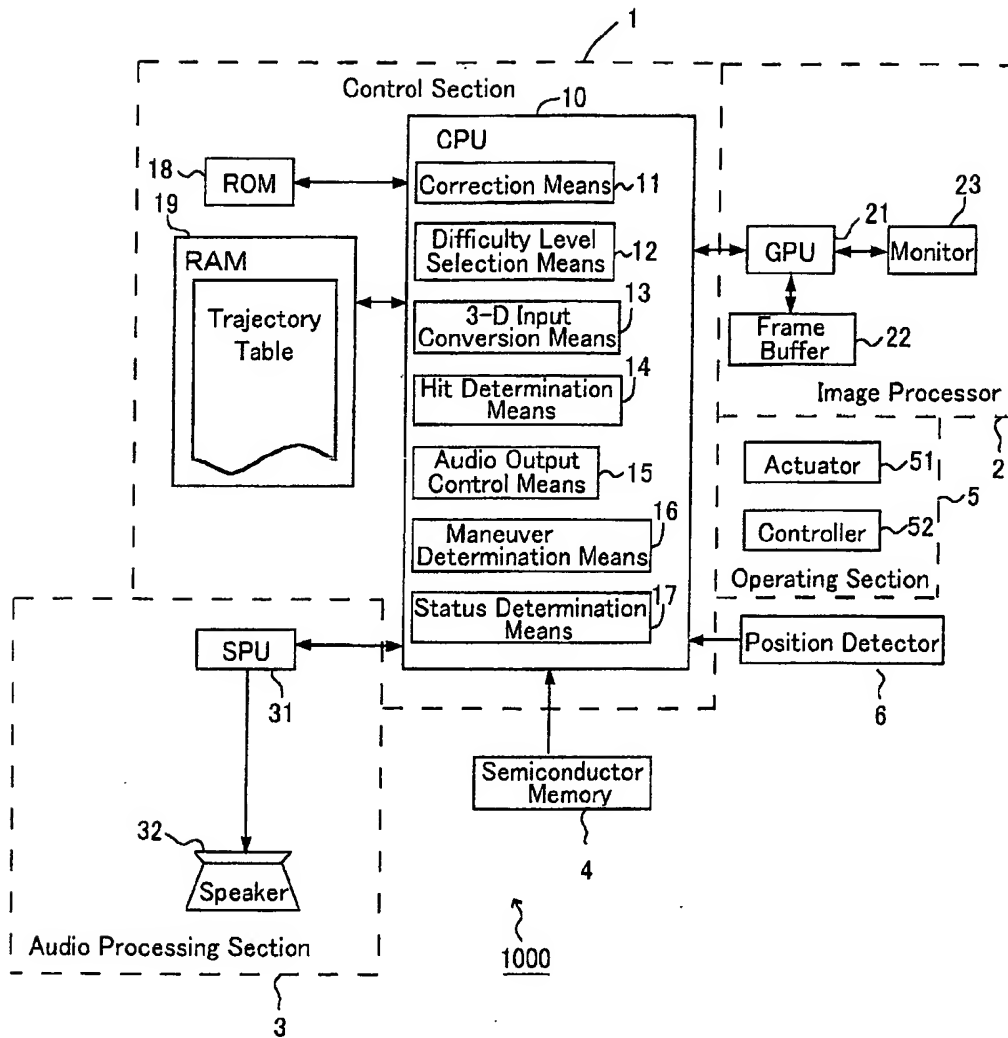 1
Control Section
10
CPU
18
ROM
Correction Means
11
19
RAM
Trajectory
Table
Difficulty Level
Selection Means
12
3-D Input
Conversion Means
13
Hit Determination
Means
14
Audio Output
Control Means
15
Maneuver
Determination Means
16
Status Determination
Means
17
21
GPU
23
Monitor
Frame
Buffer
22
Image Processor
2
Actuator
51
5
Controller
52
Operating Section
Position Detector
6
SPU
31
32
Speaker
Audio Processing Section
3
Semiconductor
Memory
4
1000